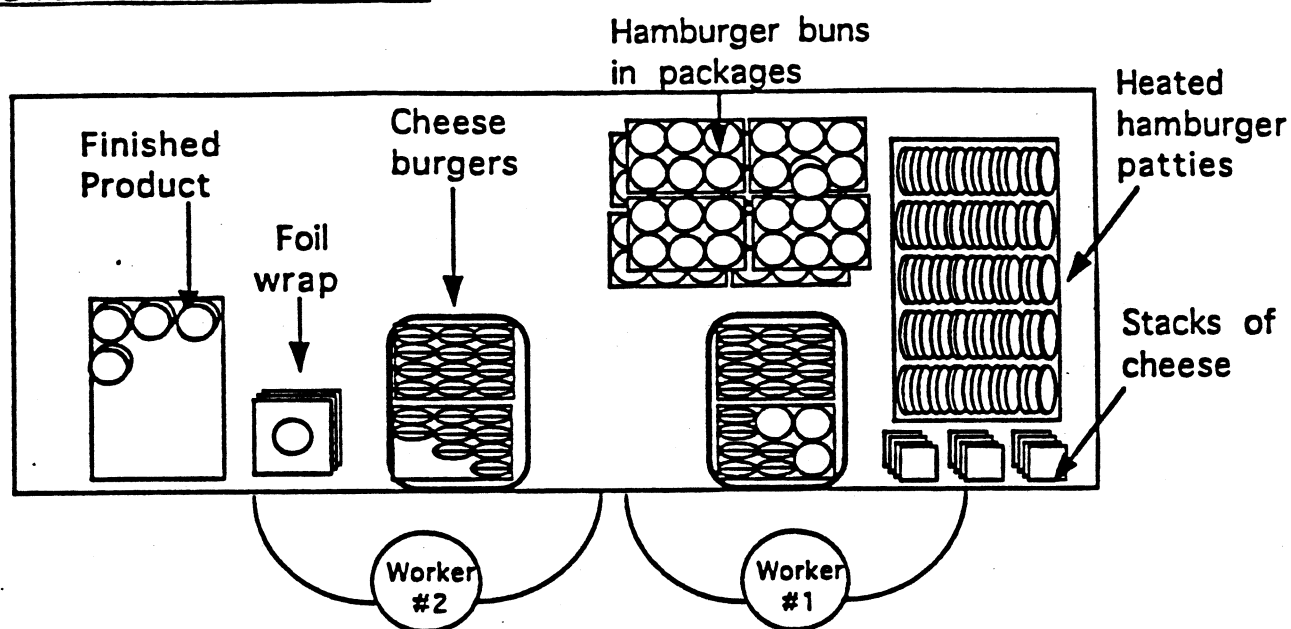 Hamburger buns
in packages
Heated
hamburger
patties
Cheese
burgers
Finished
Product
Foil
wrap
Stacks of
cheese
Worker
#2
Worker
#1